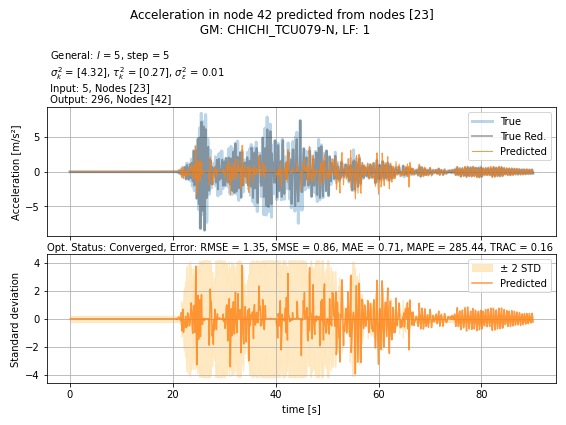 Acceleration in node 42 predicted from nodes [23]
GM: CHICHI_TCU079-N, LF: 1
General: l = 5, step = 5
σ²ₖ = [4.32], τ²ₖ = [0.27], σ²ε = 0.01
Input: 5, Nodes [23]
Output: 296, Nodes [42]
Acceleration [m/s²]
5
0
−5
True
True Red.
Predicted
Opt. Status: Converged, Error: RMSE = 1.35, SMSE = 0.86, MAE = 0.71, MAPE = 285.44, TRAC = 0.16
Standard deviation
4
2
0
−2
−4
± 2 STD
Predicted
0 20 40 60 80
time [s]